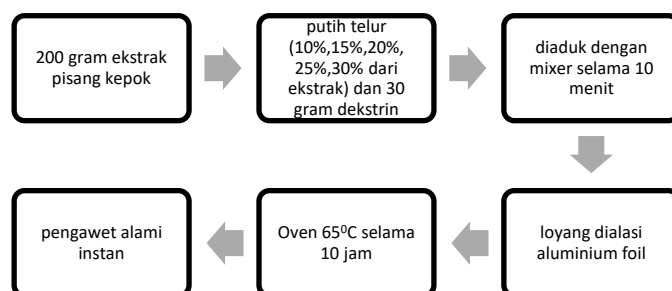 200 gram ekstrak
pisang kepok
putih telur
(10%,15%,20%,
25%,30% dari
ekstrak) dan 30
gram dekstrin
diaduk dengan
mixer selama 10
menit
loyang dialasi
aluminium foil
Oven 65⁰C selama
10 jam
pengawet alami
instan